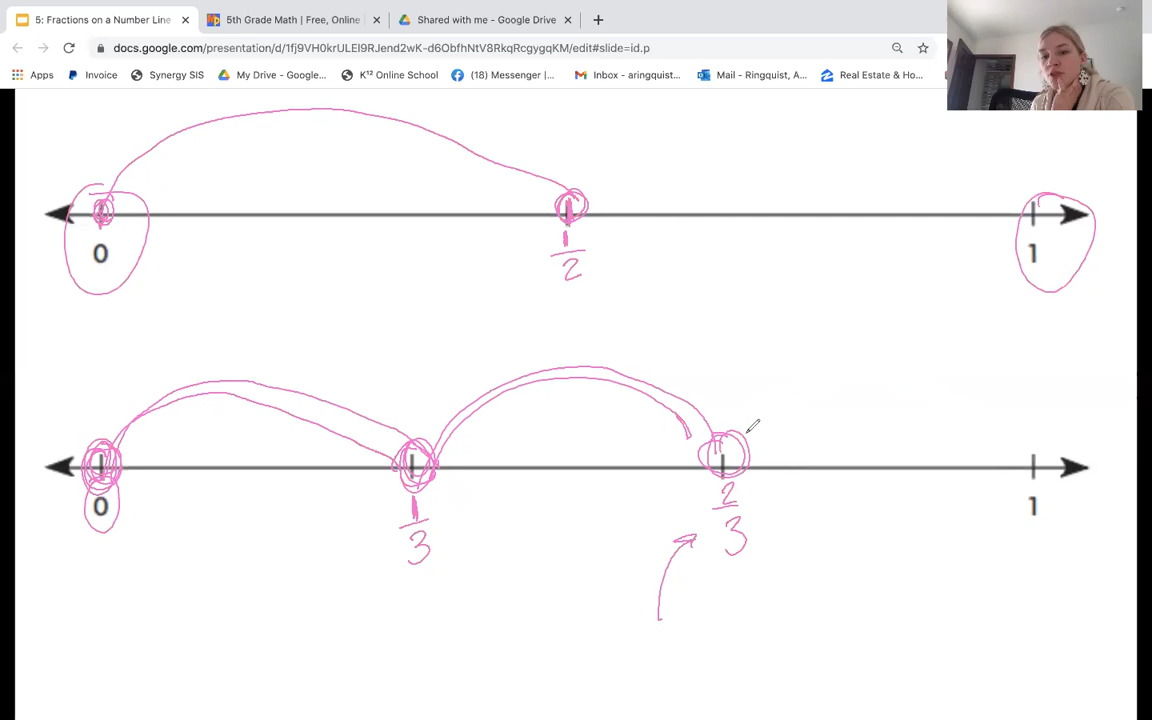 5: Fractions on a Number Line
5th Grade Math | Free, Online
Shared with me - Google Drive
docs.google.com/presentation/d/1fj9VH0krULEl9RJend2wK-d6ObfhNtV8RkqRcgygqKM/edit#slide=id.p
Apps Invoice Synergy SIS My Drive - Google... K¹² Online School (18) Messenger |... Inbox - aringquist... Mail - Ringquist, A... Real Estate & Ho...
0 1/2 1
0 1/3 2/3 1